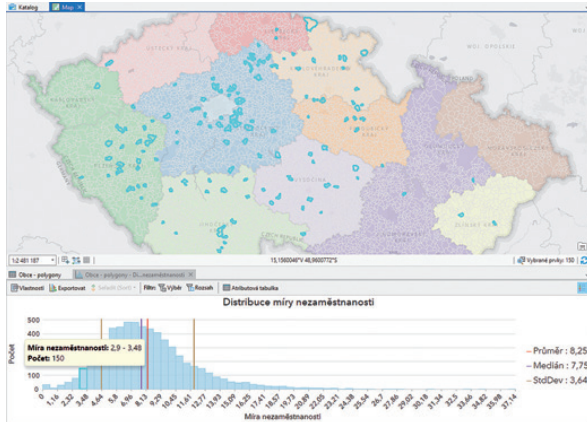 Katalog Map
KRAJ
1:2 481 187
15,1560046°V 48,9600772°S
Vybrané prvky: 150
Obce - polygony Obce - polygony - Di...nezaměstnanosti
Vlastnosti Exportovat Seřadit (Sort) Filtr: Výběr Rozsah Atributová tabulka
Distribuce míry nezaměstnanosti
Počet
500
400
100
0
Míra nezaměstnanosti: 2,9 - 3,48
Počet: 150
Průměr : 8,25
Medián : 7,75
StdDev : 3,64
0 1,16 2,32 3,48 4,64 5,8 6,96 8,13 9,29 10,45 11,61 12,77 13,93 15,09 16,25 17,41 18,57 19,73 20,89 22,05 23,21 24,38 25,54 26,7 27,86 29,02 30,18 31,34 32,5 33,66 34,82 35,98 37,14
Míra nezaměstnanosti